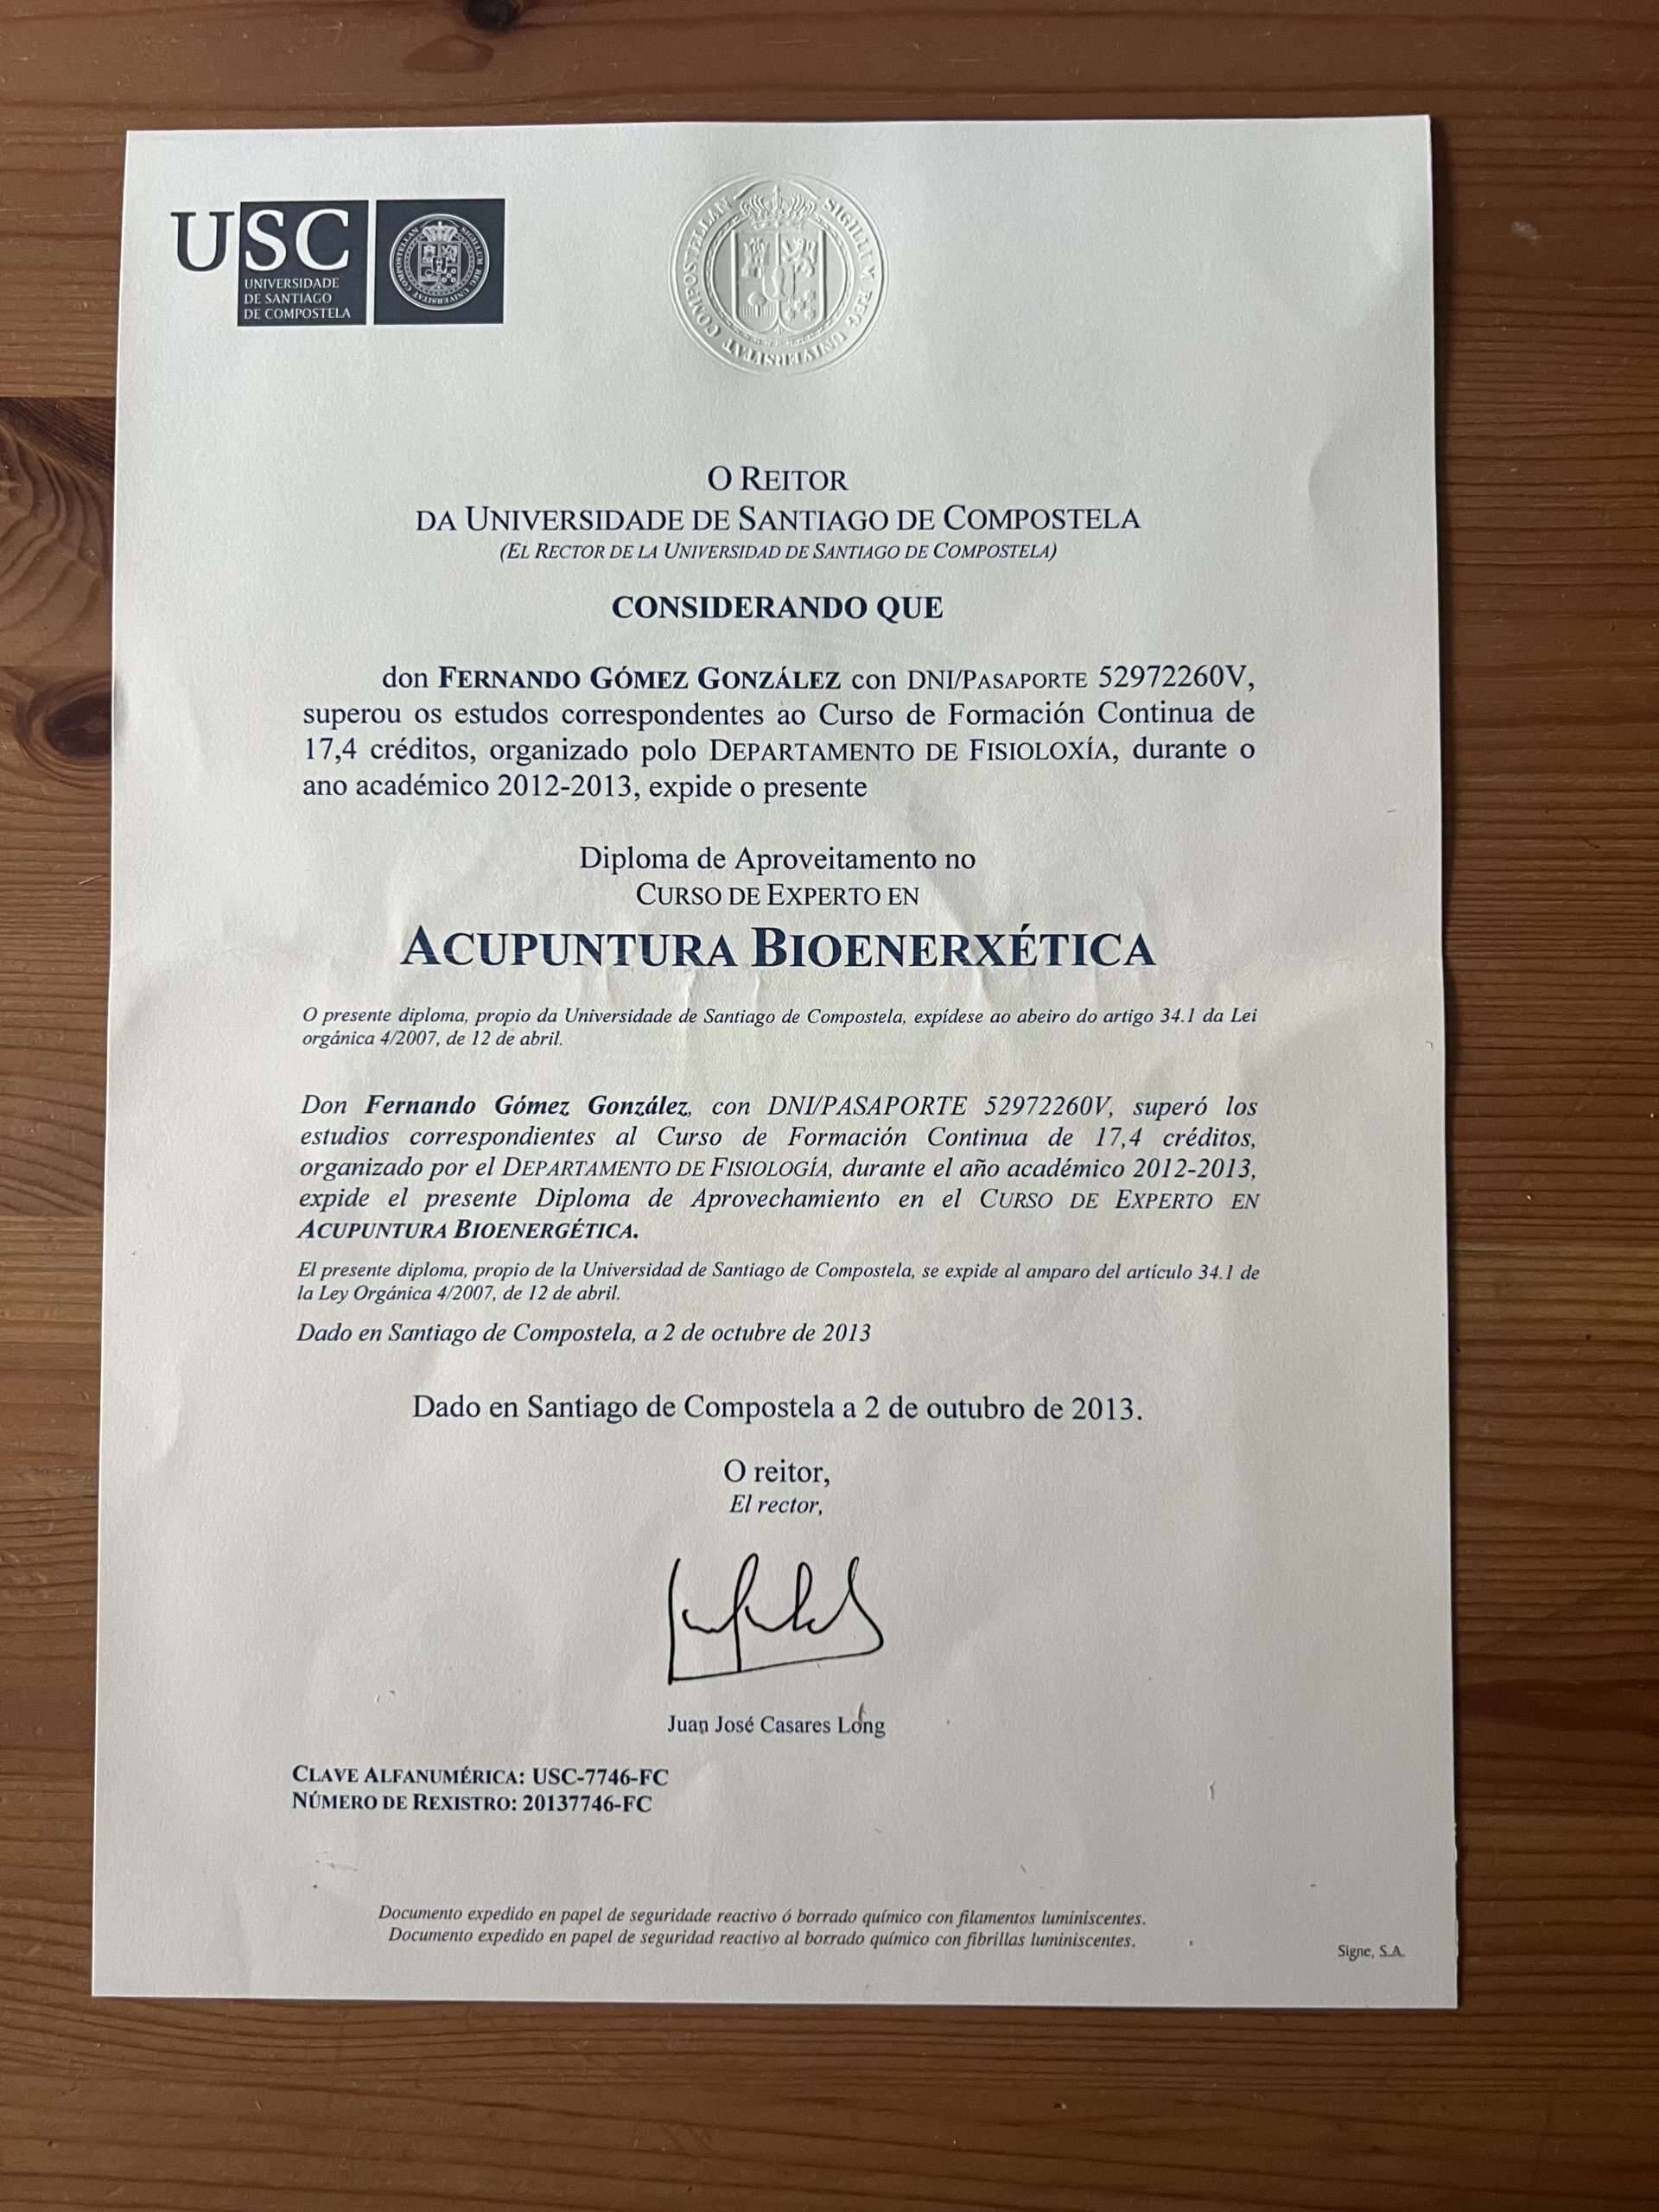 USC
UNIVERSIDADE
DE SANTIAGO
DE COMPOSTELA
SIGILLUM REG UNIVERSITAT COMPOSTELLAN
SIGILLUM REG UNIVERSITAT COMPOSTELLAN
O REITOR
DA UNIVERSIDADE DE SANTIAGO DE COMPOSTELA
(EL RECTOR DE LA UNIVERSIDAD DE SANTIAGO DE COMPOSTELA)
CONSIDERANDO QUE
don FERNANDO GÓMEZ GONZÁLEZ con DNI/PASAPORTE 52972260V,
superou os estudos correspondentes ao Curso de Formación Continua de
17,4 créditos, organizado polo DEPARTAMENTO DE FISIOLOXÍA, durante o
ano académico 2012-2013, expide o presente
Diploma de Aproveitamento no
CURSO DE EXPERTO EN
ACUPUNTURA BIOENERXÉTICA
O presente diploma, propio da Universidade de Santiago de Compostela, expídese ao abeiro do artigo 34.1 da Lei
orgánica 4/2007, de 12 de abril.
Don Fernando Gómez González, con DNI/PASAPORTE 52972260V, superó los
estudios correspondientes al Curso de Formación Continua de 17,4 créditos,
organizado por el DEPARTAMENTO DE FISIOLOGÍA, durante el año académico 2012-2013,
expide el presente Diploma de Aprovechamiento en el CURSO DE EXPERTO EN
ACUPUNTURA BIOENERGÉTICA.
El presente diploma, propio de la Universidad de Santiago de Compostela, se expide al amparo del artículo 34.1 de
la Ley Orgánica 4/2007, de 12 de abril.
Dado en Santiago de Compostela, a 2 de octubre de 2013
Dado en Santiago de Compostela a 2 de outubro de 2013.
O reitor,
El rector,
Juan José Casares Long
CLAVE ALFANUMÉRICA: USC-7746-FC
NÚMERO DE REXISTRO: 20137746-FC
Documento expedido en papel de seguridade reactivo ó borrado químico con filamentos luminiscentes.
Documento expedido en papel de seguridad reactivo al borrado químico con fibrillas luminiscentes.
Signe, S.A.